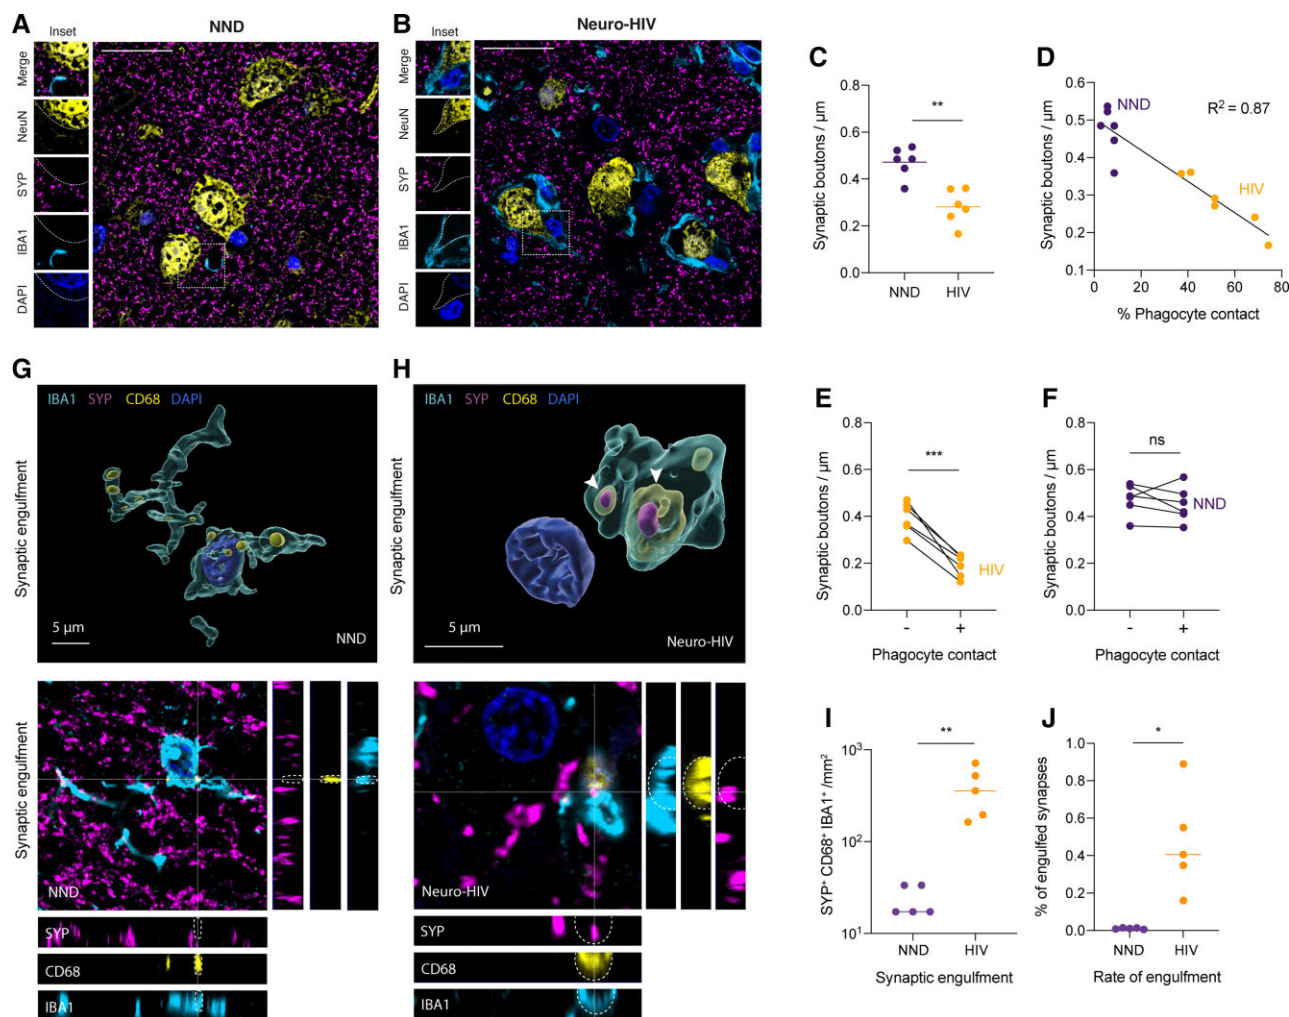 A
NND
Inset
Merge
NeuN
SYP
IBA1
DAPI
B
Neuro-HIV
Inset
Merge
NeuN
SYP
IBA1
DAPI
C
Synaptic boutons / μm
0.8
0.6
0.4
0.2
0.0
**
NND
HIV
D
Synaptic boutons / μm
0.6
0.5
0.4
0.3
0.2
0.1
NND
R² = 0.87
HIV
0
20
40
60
80
% Phagocyte contact
G
Synaptic engulfment
IBA1 SYP CD68 DAPI
5 μm
NND
H
Synaptic engulfment
IBA1 SYP CD68 DAPI
5 μm
Neuro-HIV
E
Synaptic boutons / μm
0.8
0.6
0.4
0.2
0.0
***
HIV
-
+
Phagocyte contact
F
Synaptic boutons / μm
0.8
0.6
0.4
0.2
0.0
ns
NND
-
+
Phagocyte contact
Synaptic engulfment
NND
SYP
CD68
IBA1
Synaptic engulfment
Neuro-HIV
SYP
CD68
IBA1
I
SYP⁺ CD68⁺ IBA1⁺ /mm²
10³
10²
10¹
**
NND
HIV
Synaptic engulfment
J
% of engulfed synapses
1.0
0.8
0.6
0.4
0.2
0.0
*
NND
HIV
Rate of engulfment